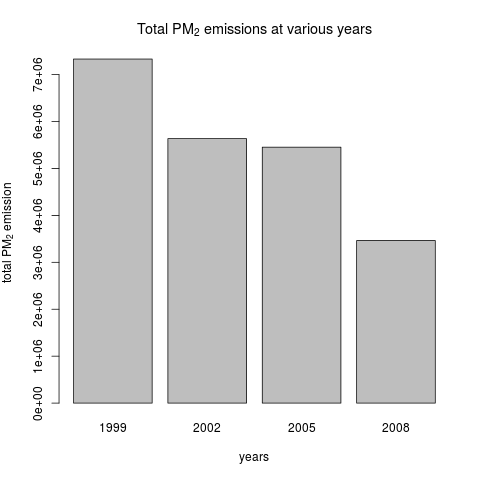 Total PM₂ emissions at various years
total PM₂ emission
7e+06
6e+06
5e+06
4e+06
3e+06
2e+06
1e+06
0e+00
1999 2002 2005 2008
years